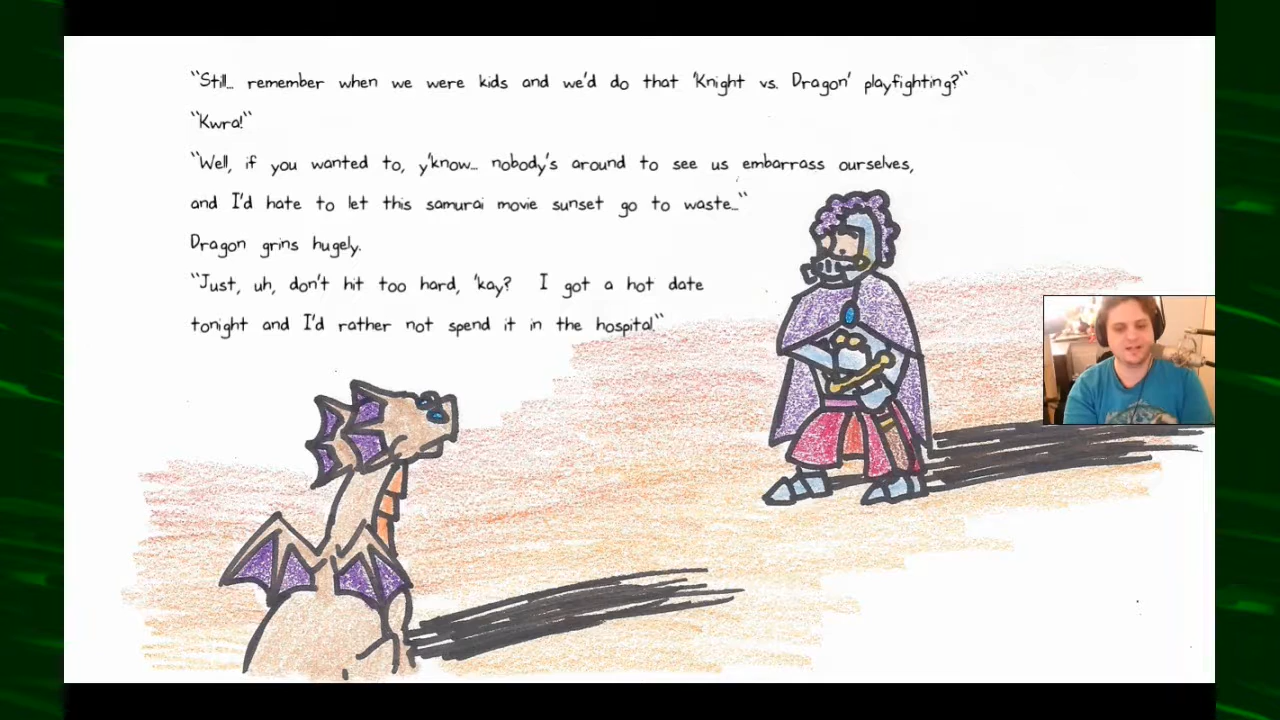 "Still... remember when we were kids and we'd do that 'Knight vs. Dragon' playfighting?"
"Kwra!"
"Well, if you wanted to, y'know... nobody's around to see us embarrass ourselves,
and I'd hate to let this samurai movie sunset go to waste..."
Dragon grins hugely.
"Just, uh, don't hit too hard, 'kay? I got a hot date
tonight and I'd rather not spend it in the hospital."